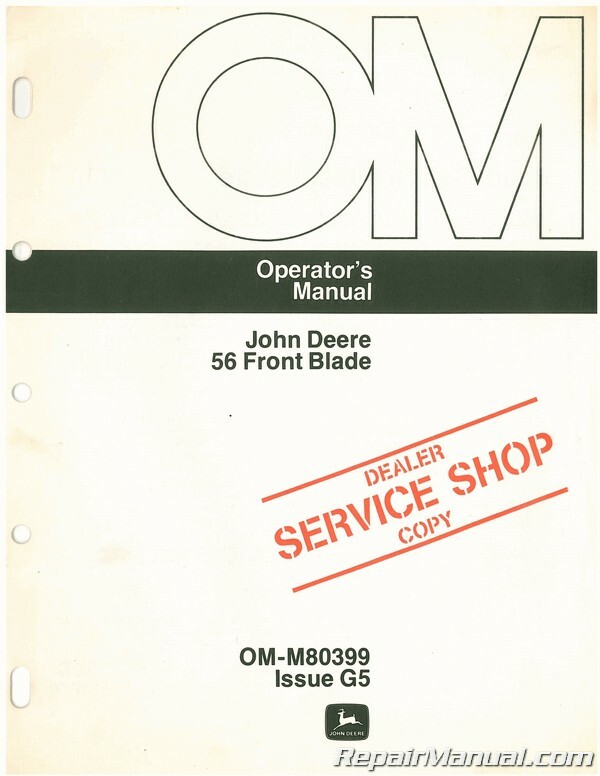 OM
Operator's
Manual
John Deere
56 Front Blade
DEALER
SERVICE SHOP
COPY
OM-M80399
Issue G5
JOHN DEERE
RepairManual.com